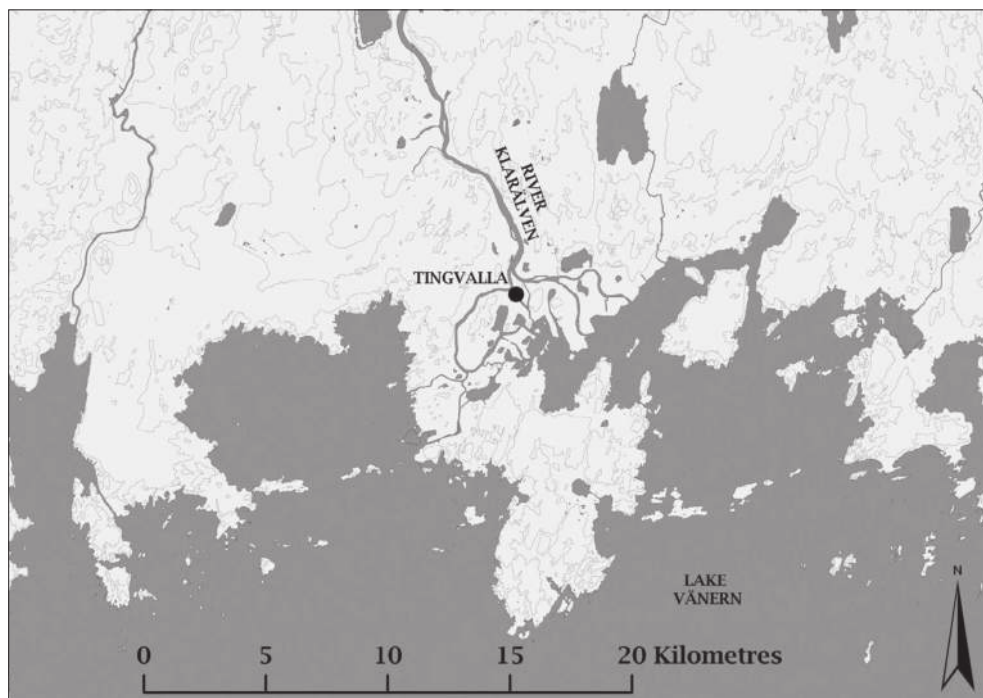 RIVER
KLARÄLVEN
TINGVALLA
LAKE
VÄNERN
N
0 5 10 15 20 Kilometres